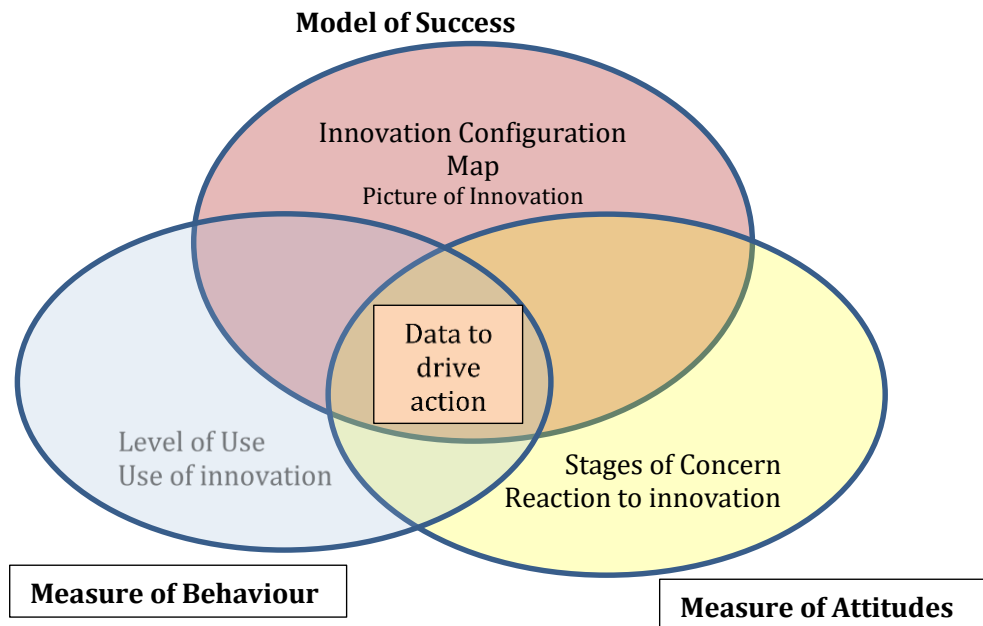 Model of Success
Innovation Configuration
Map
Picture of Innovation
Data to
drive
action
Level of Use
Use of innovation
Stages of Concern
Reaction to innovation
Measure of Behaviour
Measure of Attitudes